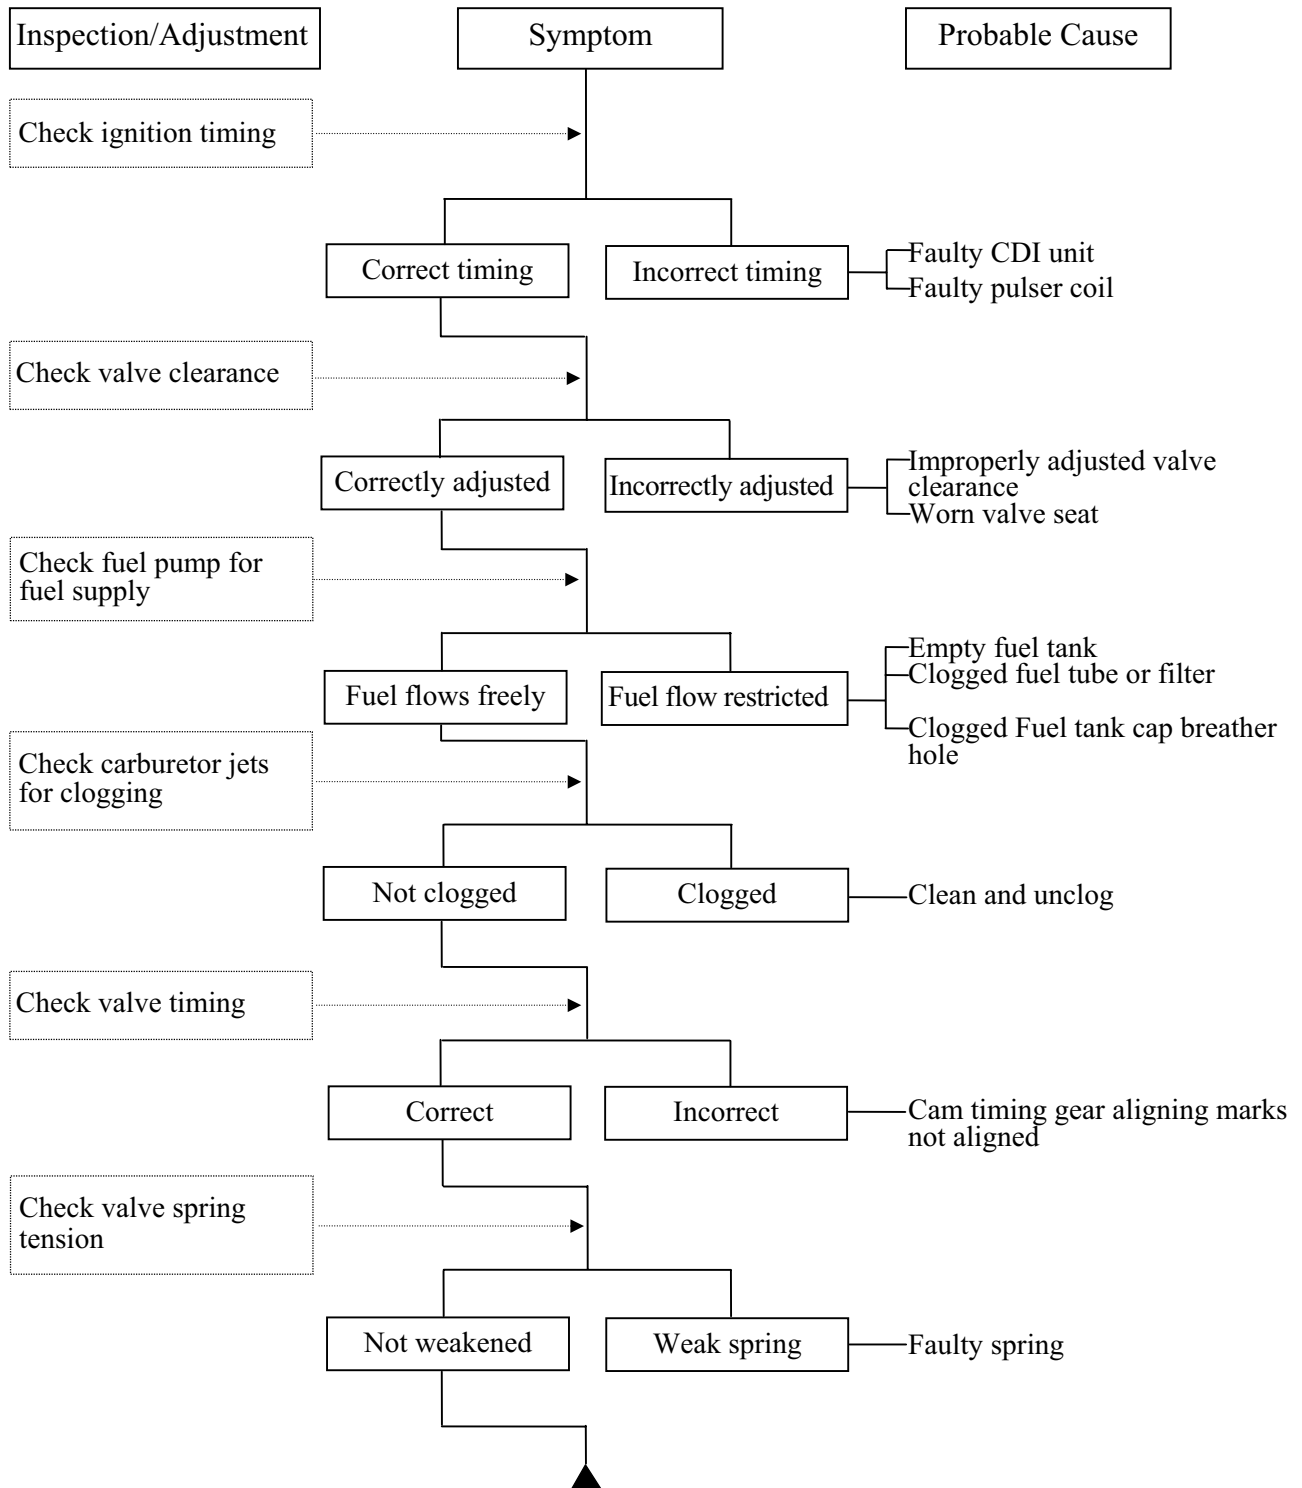 Inspection/Adjustment
Symptom
Probable Cause
Check ignition timing
Correct timing
Incorrect timing
Faulty CDI unit
Faulty pulser coil
Check valve clearance
Correctly adjusted
Incorrectly adjusted
Improperly adjusted valve
clearance
Worn valve seat
Check fuel pump for
fuel supply
Fuel flows freely
Fuel flow restricted
Empty fuel tank
Clogged fuel tube or filter
Clogged Fuel tank cap breather
hole
Check carburetor jets
for clogging
Not clogged
Clogged
Clean and unclog
Check valve timing
Correct
Incorrect
Cam timing gear aligning marks
not aligned
Check valve spring
tension
Not weakened
Weak spring
Faulty spring